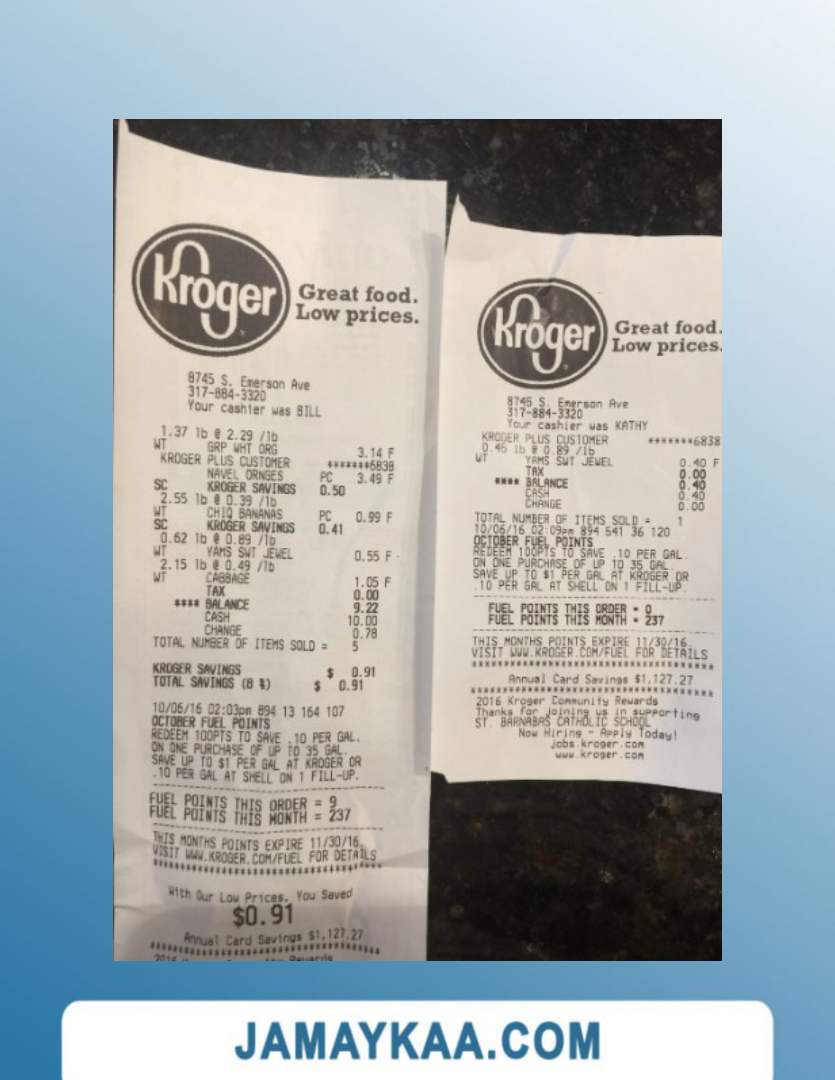 Kroger
Great food.
Low prices.
8745 S. Emerson Ave
317-884-3320
Your cashier was BILL
1.37 lb @ 2.29 /lb
WT GRP WHT ORG 3.14 F
KROGER PLUS CUSTOMER *******6838
NAVEL ORNGES PC 3.49 F
SC KROGER SAVINGS 0.50
2.55 lb @ 0.39 /lb
WT CHIQ BANANAS PC 0.99 F
SC KROGER SAVINGS 0.41
0.62 lb @ 0.89 /lb
WT YAMS SWT JEWEL 0.55 F
2.15 lb @ 0.49 /lb
WT CABBAGE 1.05 F
TAX 0.00
**** BALANCE 9.22
CASH 10.00
CHANGE 0.78
TOTAL NUMBER OF ITEMS SOLD = 5
KROGER SAVINGS $ 0.91
TOTAL SAVINGS (8 %) $ 0.91
10/06/16 02:03pm 894 13 164 107
OCTOBER FUEL POINTS
REDEEM 100PTS TO SAVE .10 PER GAL.
ON ONE PURCHASE OF UP TO 35 GAL.
SAVE UP TO $1 PER GAL AT KROGER OR
.10 PER GAL AT SHELL ON 1 FILL-UP.
FUEL POINTS THIS ORDER = 9
FUEL POINTS THIS MONTH = 237
THIS MONTHS POINTS EXPIRE 11/30/16.
VISIT WWW.KROGER.COM/FUEL FOR DETAILS
With Our Low Prices, You Saved
$0.91
Annual Card Savings $1,127.27
Kroger
Great food.
Low prices.
8745 S. Emerson Ave
317-884-3320
Your cashier was KATHY
KROGER PLUS CUSTOMER *******6838
0.45 lb @ 0.89 /lb
WT YAMS SWT JEWEL 0.40 F
TAX 0.00
**** BALANCE 0.40
CASH 0.40
CHANGE 0.00
TOTAL NUMBER OF ITEMS SOLD = 1
10/06/16 02:09pm 894 541 36 120
OCTOBER FUEL POINTS
REDEEM 100PTS TO SAVE .10 PER GAL.
ON ONE PURCHASE OF UP TO 35 GAL.
SAVE UP TO $1 PER GAL AT KROGER OR
.10 PER GAL AT SHELL ON 1 FILL-UP.
FUEL POINTS THIS ORDER = 0
FUEL POINTS THIS MONTH = 237
THIS MONTHS POINTS EXPIRE 11/30/16.
VISIT WWW.KROGER.COM/FUEL FOR DETAILS
Annual Card Savings $1,127.27
2016 Kroger Community Rewards
Thanks for joining us in supporting
ST. BARNABAS CATHOLIC SCHOOL
Now Hiring - Apply Today!
jobs.kroger.com
www.kroger.com
JAMAYKAA.COM